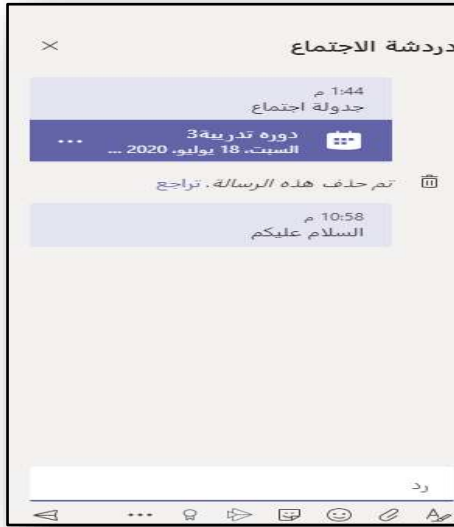 دردشة الاجتماع
1:44 م
جدولة اجتماع
دوره تدريبة3
السبت، 18 يوليو، 2020 ...
تم حذف هذه الرسالة. تراجع
10:58 م
السلام عليكم
رد